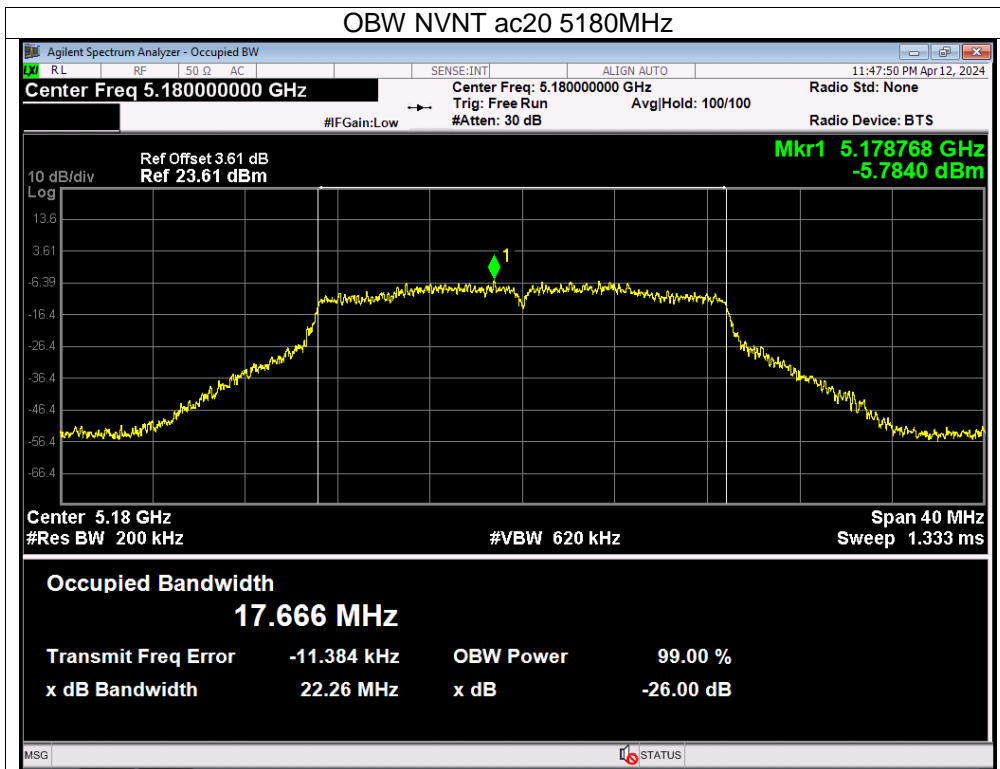 OBW NVNT ac20 5180MHz
Agilent Spectrum Analyzer - Occupied BW
LXI RL RF 50 Ω AC SENSE:INT ALIGN AUTO 11:47:50 PM Apr 12, 2024
Center Freq 5.180000000 GHz Center Freq: 5.180000000 GHz Radio Std: None
Trig: Free Run Avg|Hold: 100/100
#IFGain:Low #Atten: 30 dB Radio Device: BTS
Mkr1 5.178768 GHz
-5.7840 dBm
Ref Offset 3.61 dB
10 dB/div Ref 23.61 dBm
Log
13.6
3.61
1
-6.39
-16.4
-26.4
-36.4
-46.4
-56.4
-66.4
Center 5.18 GHz Span 40 MHz
#Res BW 200 kHz #VBW 620 kHz Sweep 1.333 ms
Occupied Bandwidth
17.666 MHz
Transmit Freq Error -11.384 kHz OBW Power 99.00 %
x dB Bandwidth 22.26 MHz x dB -26.00 dB
MSG STATUS